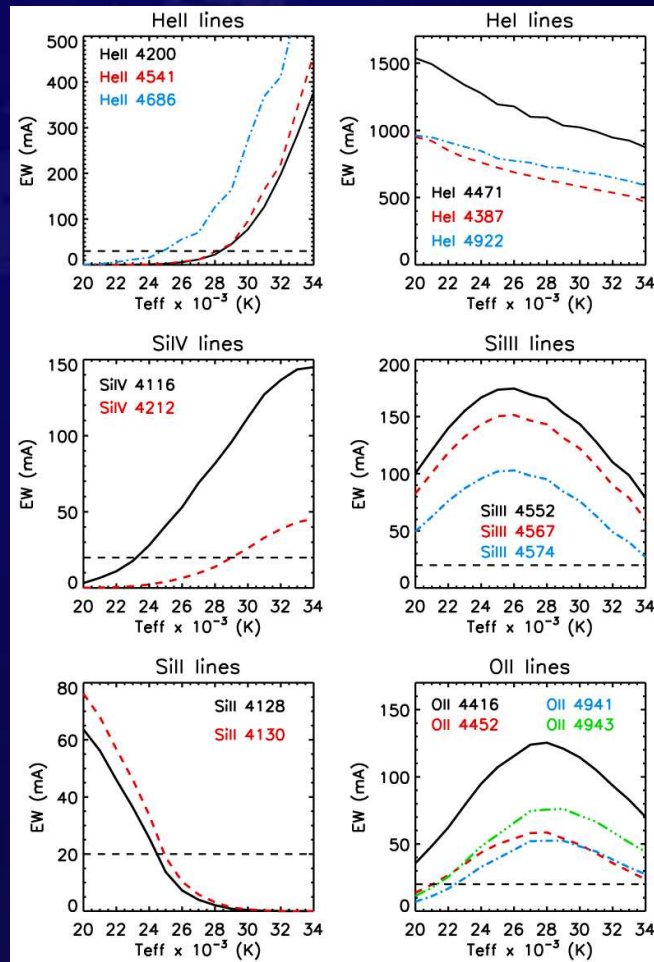 HeII lines
500
400
300
200
100
0
EW (mA)
HeII 4200
HeII 4541
HeII 4686
20 22 24 26 28 30 32 34
Teff x 10⁻³ (K)
HeI lines
1500
1000
500
0
EW (mA)
HeI 4471
HeI 4387
HeI 4922
20 22 24 26 28 30 32 34
Teff x 10⁻³ (K)
SiIV lines
150
100
50
0
EW (mA)
SiIV 4116
SiIV 4212
20 22 24 26 28 30 32 34
Teff x 10⁻³ (K)
SiIII lines
200
150
100
50
0
EW (mA)
SiIII 4552
SiIII 4567
SiIII 4574
20 22 24 26 28 30 32 34
Teff x 10⁻³ (K)
SiII lines
80
60
40
20
0
EW (mA)
SiII 4128
SiII 4130
20 22 24 26 28 30 32 34
Teff x 10⁻³ (K)
OII lines
150
100
50
0
EW (mA)
OII 4416 OII 4941
OII 4452 OII 4943
20 22 24 26 28 30 32 34
Teff x 10⁻³ (K)